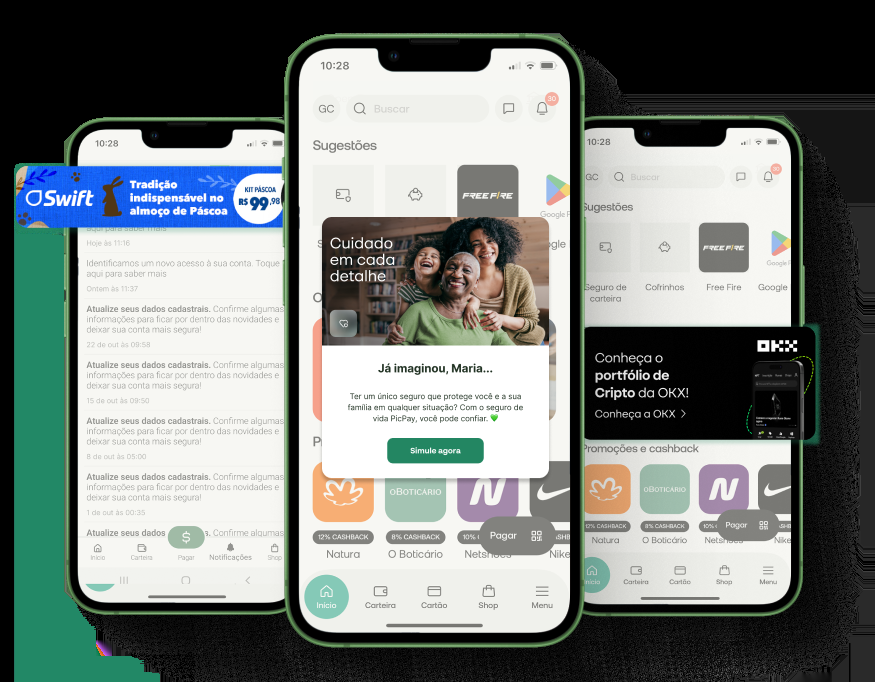 10:28
Swift
Tradição
indispensável no
almoço de Páscoa
KIT PÁSCOA
R$ 99,98
aqui para saber mais
Hoje às 11:16
Identificamos um novo acesso à sua conta. Toque
aqui para saber mais
Ontem às 11:37
Atualize seus dados cadastrais. Confirme algumas
informações para ficar por dentro das novidades e
deixar sua conta mais segura!
22 de out às 09:58
Atualize seus dados cadastrais. Confirme algumas
informações para ficar por dentro das novidades e
deixar sua conta mais segura!
15 de out às 09:50
Atualize seus dados cadastrais. Confirme algumas
informações para ficar por dentro das novidades e
deixar sua conta mais segura!
8 de out às 05:00
Atualize seus dados cadastrais. Confirme algumas
informações para ficar por dentro das novidades e
deixar sua conta mais segura!
1 de out às 00:35
Atualize seus dados Confirme algumas
$
Início
Carteira
Pagar
Notificações
Shop
10:28
GC
Buscar
30
Sugestões
FREE FIRE
Google P
Cuidado
em cada
detalhe
Já imaginou, Maria...
Ter um único seguro que protege você e a sua
família em qualquer situação? Com o seguro de
vida PicPay, você pode confiar. 💚
Simule agora
oBOTICÁRIO
N
12% CASHBACK
8% CASHBACK
10%
Pagar
Natura
O Boticário
Netshoes
Nike
Início
Carteira
Cartão
Shop
Menu
10:28
GC
Buscar
30
Sugestões
FREE FIRE
Google
Seguro de
carteira
Cofrinhos
Free Fire
Google
OKX
Conheça o
portfólio de
Cripto da OKX!
Conheça a OKX >
Promoções e cashback
oBOTICÁRIO
N
12% CASHBACK
8% CASHBACK
10%
Pagar
Natura
O Boticário
Netshoes
Nike
Início
Carteira
Cartão
Shop
Menu